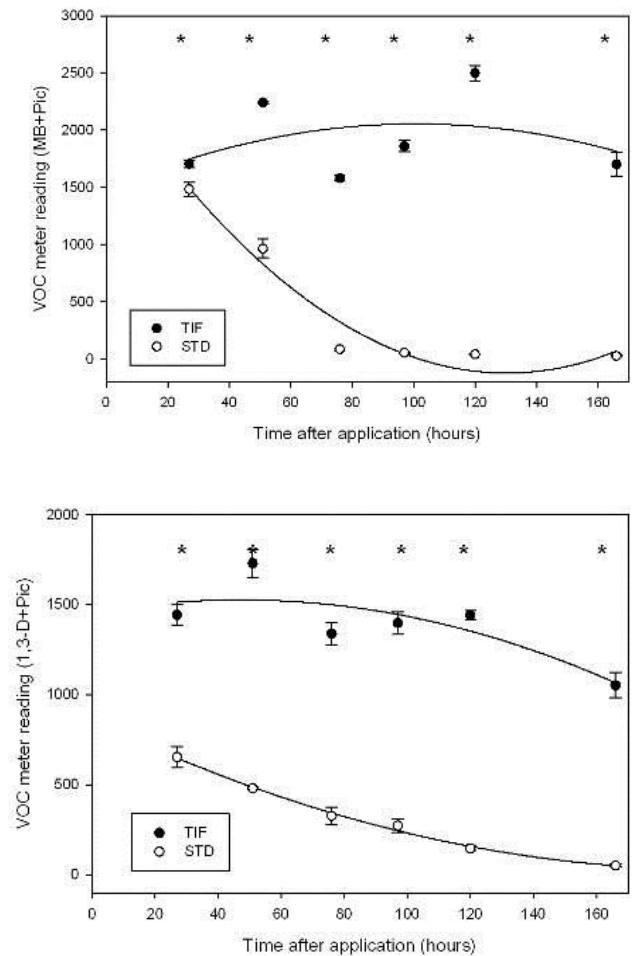 3000
* * * * * *
2500
2000
1500
1000
500
0
VOC meter reading (MB+Pic)
TIF
STD
0 20 40 60 80 100 120 140 160
Time after application (hours)
2000
* * * * * *
1500
1000
500
0
VOC meter reading (1,3-D+Pic)
TIF
STD
0 20 40 60 80 100 120 140 160
Time after application (hours)